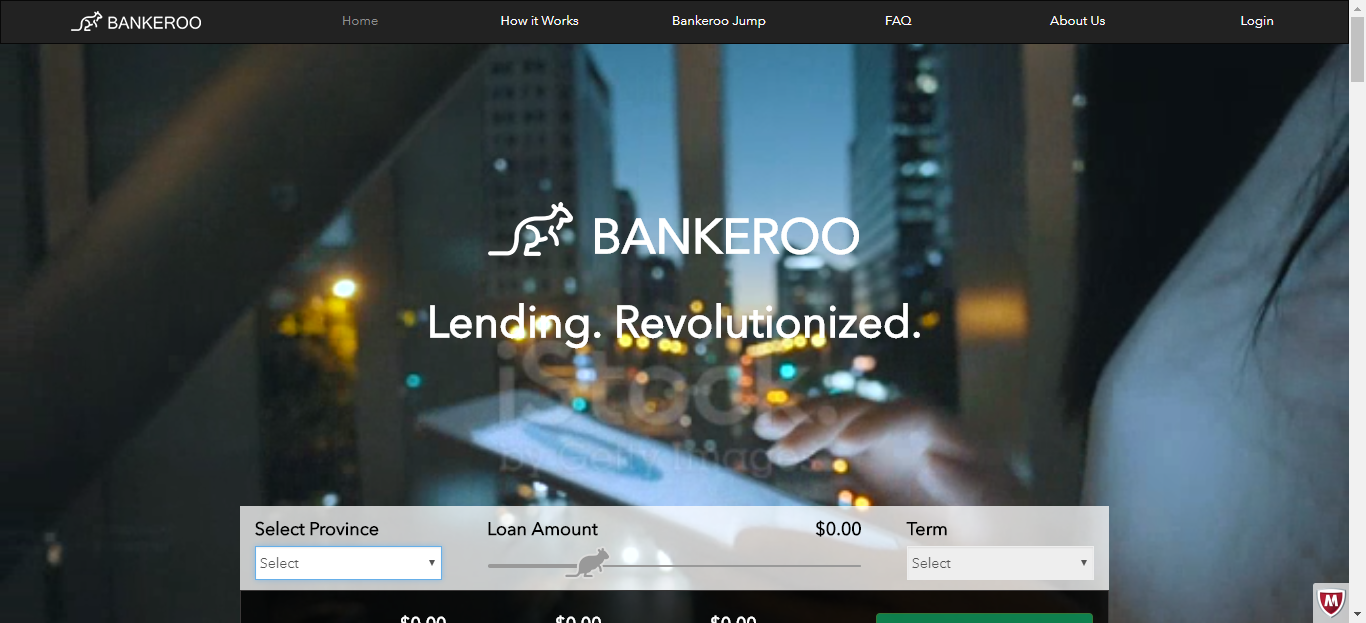 BANKEROO
Home
How it Works
Bankeroo Jump
FAQ
About Us
Login
BANKEROO
Lending. Revolutionized.
iStock.
by Getty Images
Select Province
Loan Amount
$0.00
Term
Select
Select
$0.00
$0.00
$0.00
M